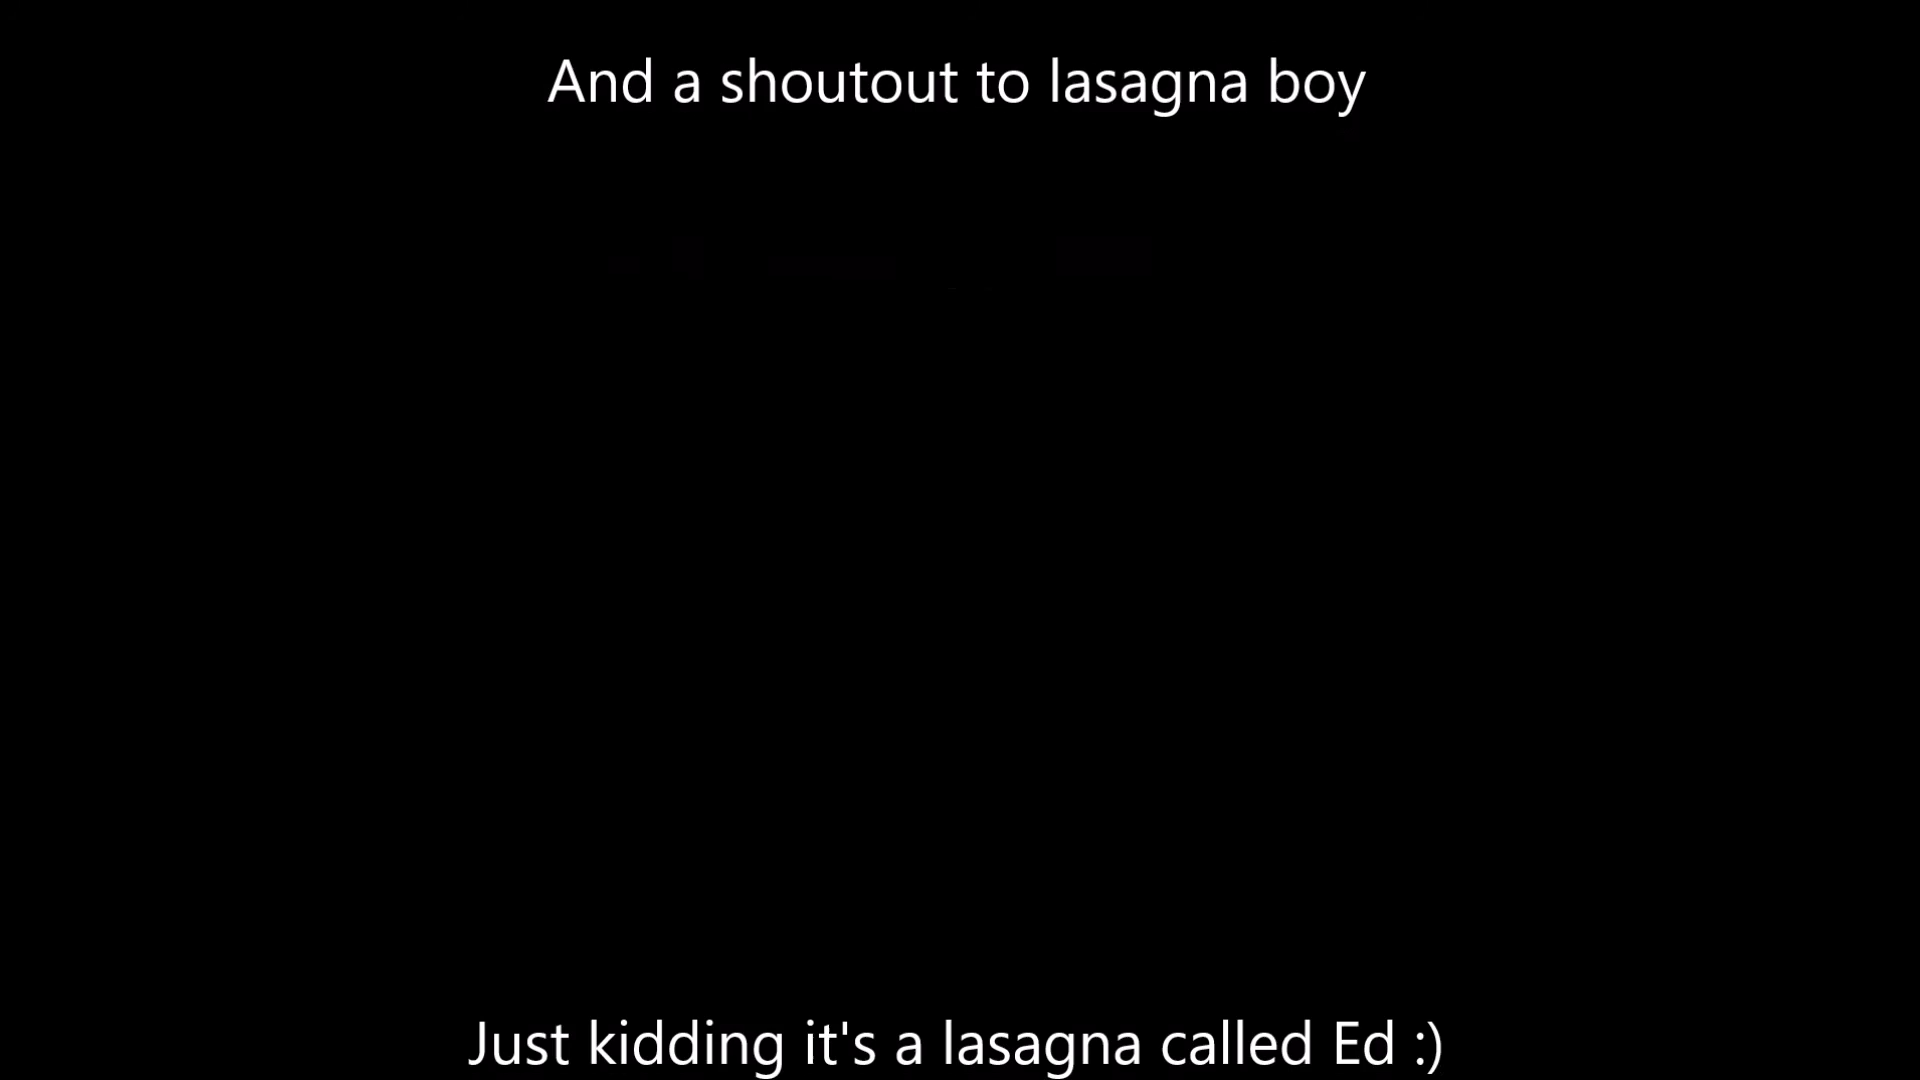 And a shoutout to lasagna boy
Just kidding it's a lasagna called Ed :)